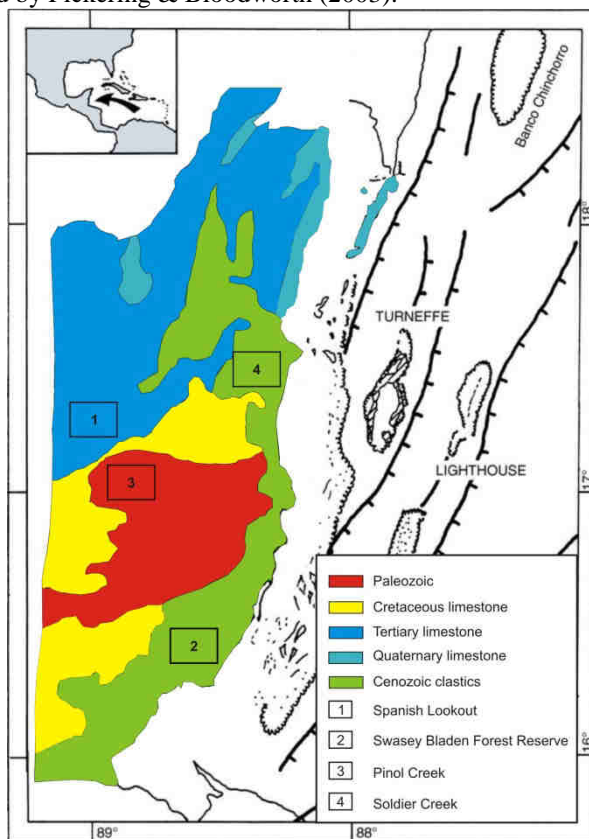 Banco Chinchorro
18°
TURNEFFE
4
1
LIGHTHOUSE
3
17°
2
16°
Paleozoic
Cretaceous limestone
Tertiary limestone
Quaternary limestone
Cenozoic clastics
1 Spanish Lookout
2 Swasey Bladen Forest Reserve
3 Pinol Creek
4 Soldier Creek
89°
88°